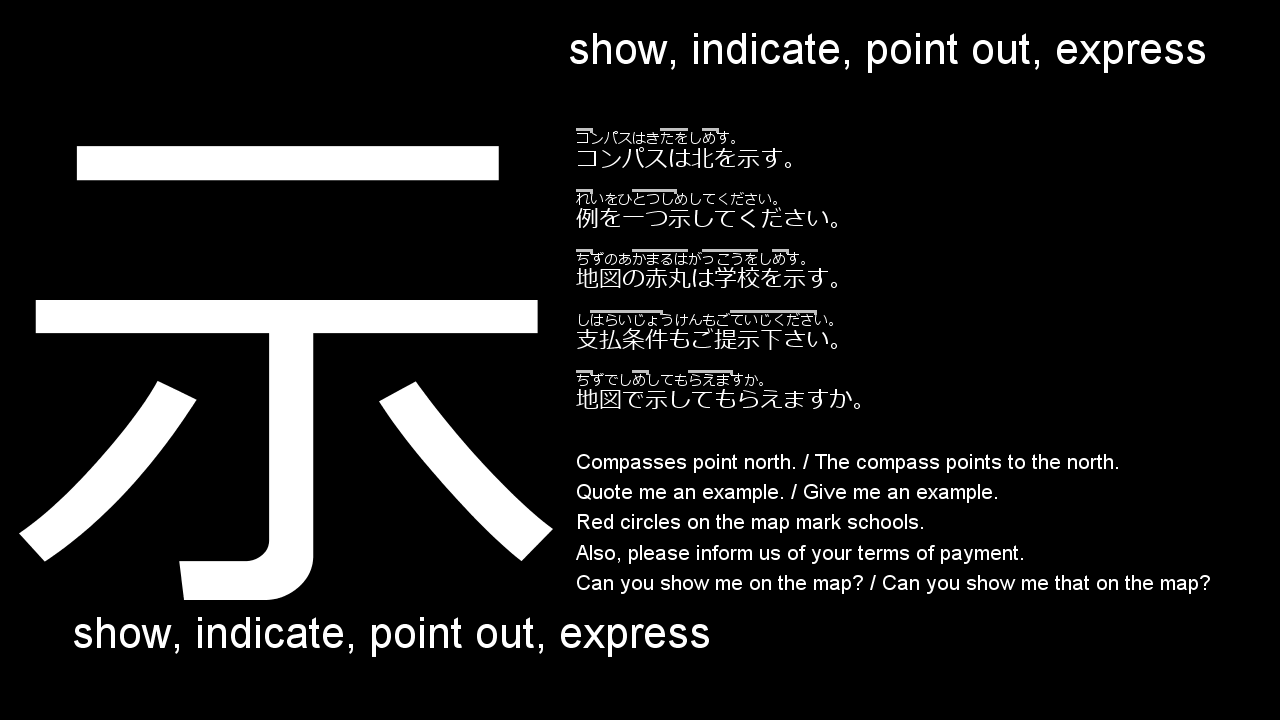 show, indicate, point out, express
示
コンパスはきたをしめす。
コンパスは北を示す。
れいをひとつしめしてください。
例を一つ示してください。
ちずのあかまるはがっこうをしめす。
地図の赤丸は学校を示す。
しはらいじょうけんもごていじください。
支払条件もご提示下さい。
ちずでしめしてもらえますか。
地図で示してもらえますか。
Compasses point north. / The compass points to the north.
Quote me an example. / Give me an example.
Red circles on the map mark schools.
Also, please inform us of your terms of payment.
Can you show me on the map? / Can you show me that on the map?
show, indicate, point out, express